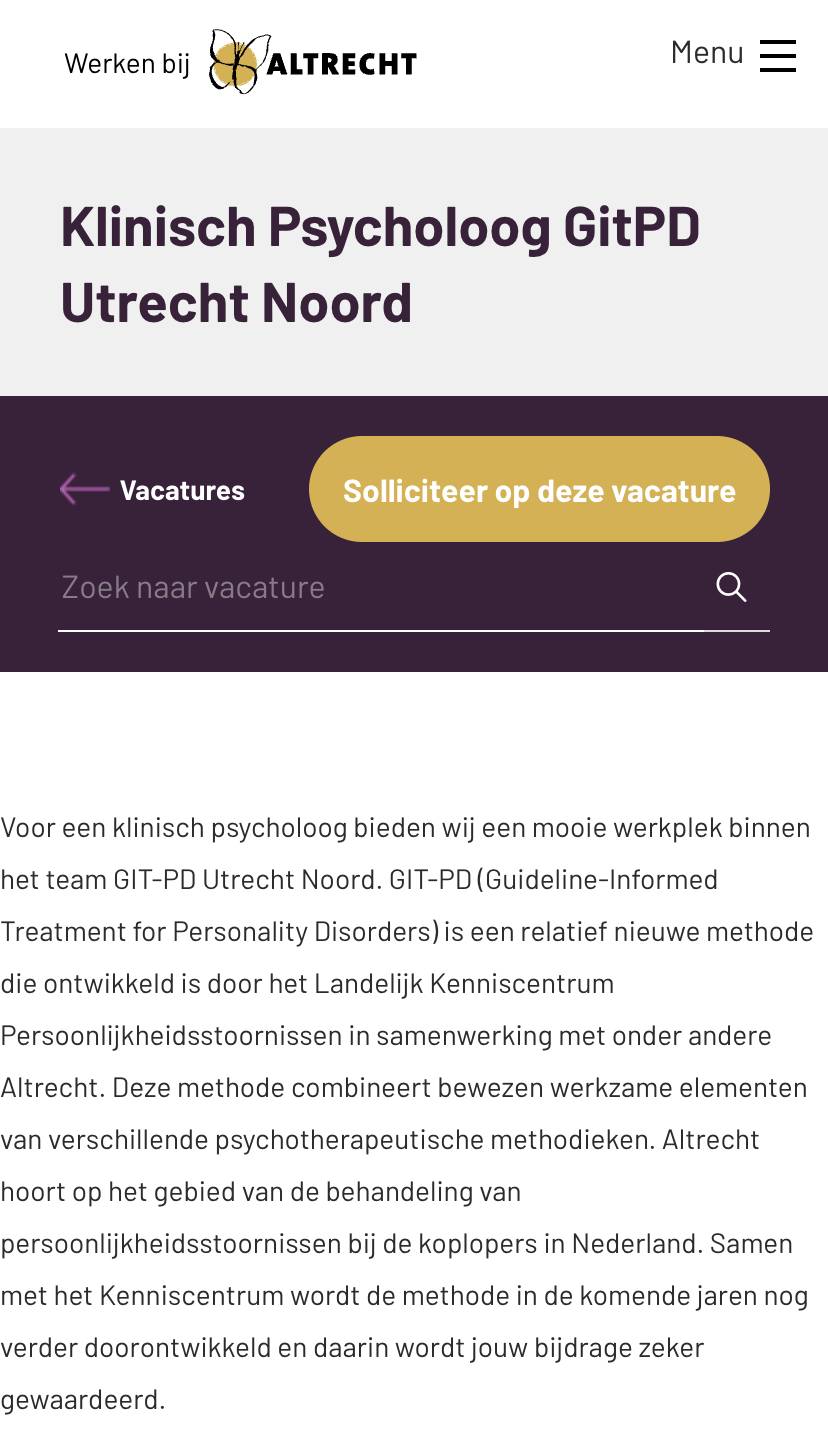 Werken bij ALTRECHT
Menu
Klinisch Psycholoog GitPD
Utrecht Noord
Vacatures
Solliciteer op deze vacature
Zoek naar vacature
Voor een klinisch psycholoog bieden wij een mooie werkplek binnen
het team GIT-PD Utrecht Noord. GIT-PD (Guideline-Informed
Treatment for Personality Disorders) is een relatief nieuwe methode
die ontwikkeld is door het Landelijk Kenniscentrum
Persoonlijkheidsstoornissen in samenwerking met onder andere
Altrecht. Deze methode combineert bewezen werkzame elementen
van verschillende psychotherapeutische methodieken. Altrecht
hoort op het gebied van de behandeling van
persoonlijkheidsstoornissen bij de koplopers in Nederland. Samen
met het Kenniscentrum wordt de methode in de komende jaren nog
verder doorontwikkeld en daarin wordt jouw bijdrage zeker
gewaardeerd.